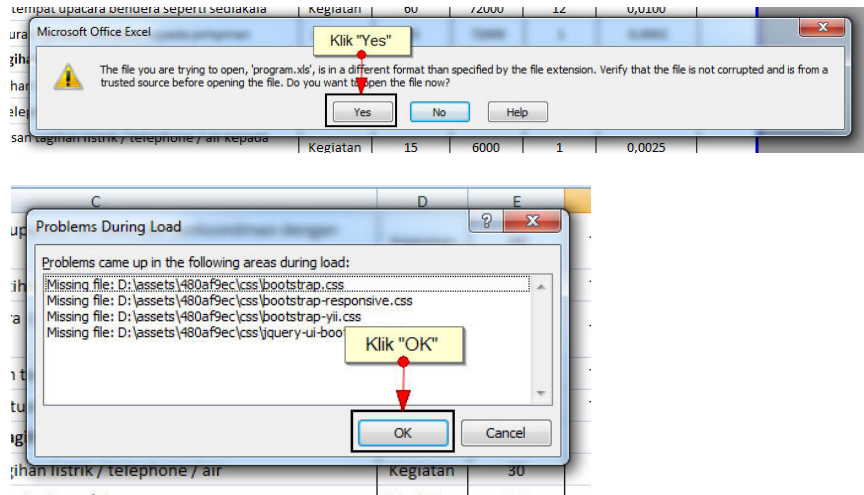 tempat upacara bendera seperti sediakala Kegiatan 60 72000 12 0,0100
Microsoft Office Excel
Klik "Yes"
The file you are trying to open, 'program.xls', is in a different format than specified by the file extension. Verify that the file is not corrupted and is from a
trusted source before opening the file. Do you want to open the file now?
Yes No Help
san tagihan listrik / telephone / air kepada
Kegiatan 15 6000 1 0,0025
C D E
Problems During Load
Problems came up in the following areas during load:
Missing file: D:\assets\480af9ec\css\bootstrap.css
Missing file: D:\assets\480af9ec\css\bootstrap-responsive.css
Missing file: D:\assets\480af9ec\css\bootstrap-yii.css
Missing file: D:\assets\480af9ec\css\jquery-ui-boot
Klik "OK"
OK Cancel
gihan listrik / telephone / air Kegiatan 30